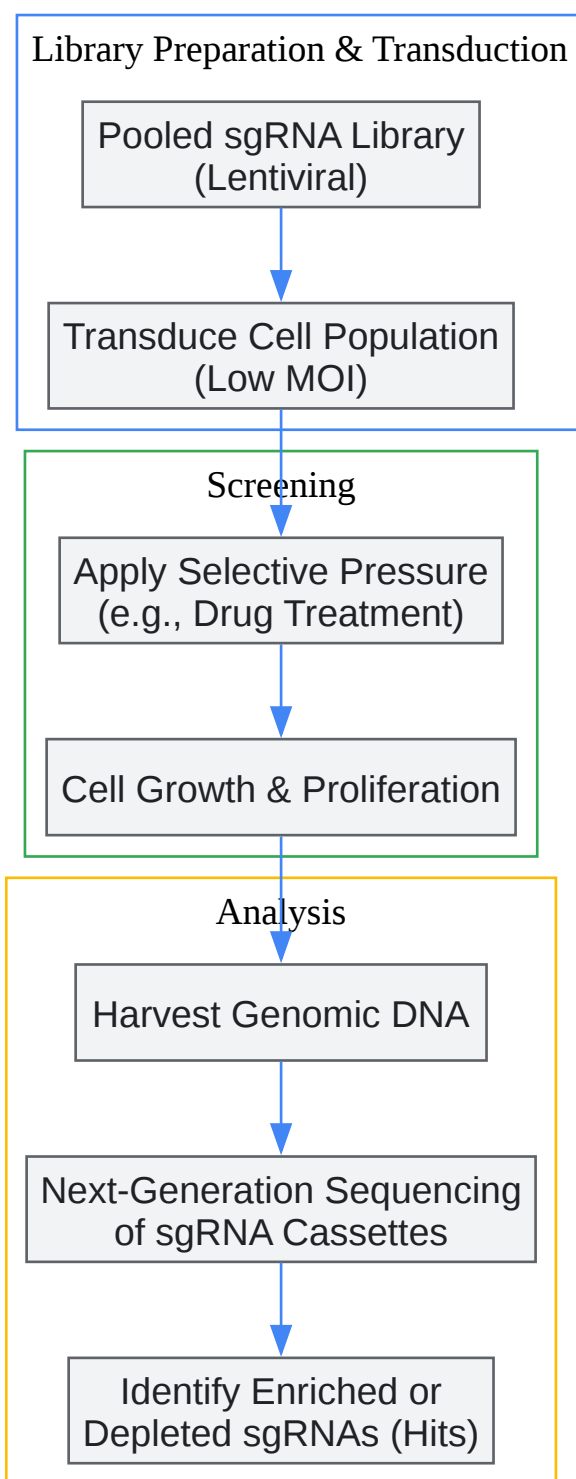 Library Preparation & Transduction
Pooled sgRNA Library
(Lentiviral)
Transduce Cell Population
(Low MOI)
Screening
Apply Selective Pressure
(e.g., Drug Treatment)
Cell Growth & Proliferation
Analysis
Harvest Genomic DNA
Next-Generation Sequencing
of sgRNA Cassettes
Identify Enriched or
Depleted sgRNAs (Hits)